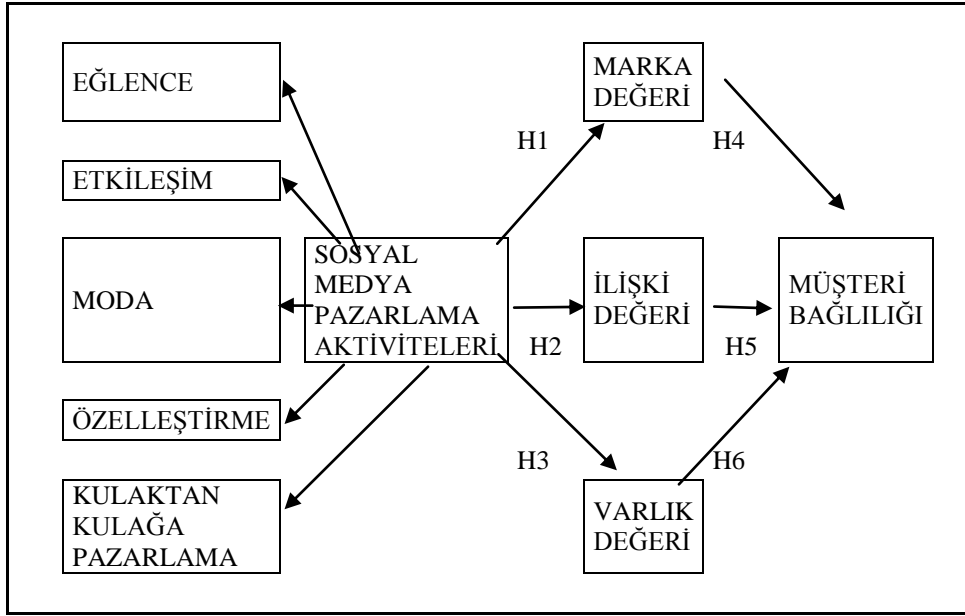 EĞLENCE
ETKİLEŞİM
MODA
ÖZELLEŞTİRME
KULAKTAN
KULAĞA
PAZARLAMA
SOSYAL
MEDYA
PAZARLAMA
AKTİVİTELERİ
H1
H2
H3
MARKA
DEĞERİ
İLİŞKİ
DEĞERİ
VARLIK
DEĞERİ
H4
H5
H6
MÜŞTERİ
BAĞLILIĞI